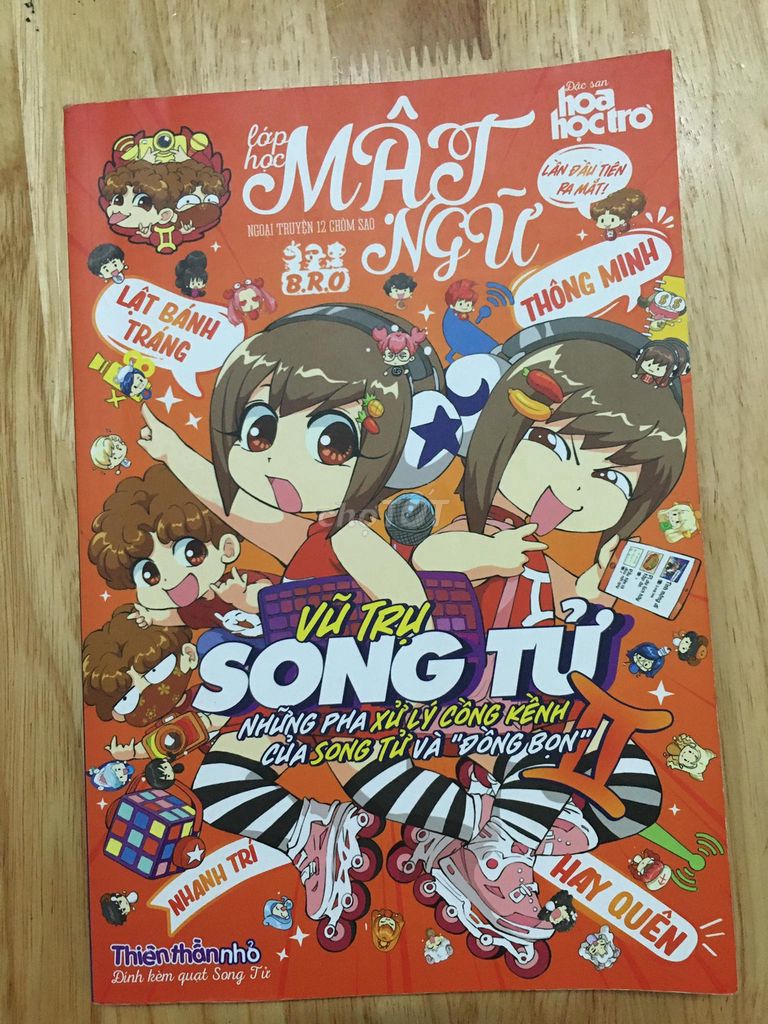 Đặc san
hoa
học trò
lớp
học
MẬT
NGỮ
NGOẠI TRUYỆN 12 CHÒM SAO
B.R.O
LẦN ĐẦU TIÊN
RA MẮT!
LẬT BÁNH
TRÁNG
THÔNG MINH
chợTỐT
VŨ TRỤ
SONG TỬ
NHỮNG PHA XỬ LÝ CỒNG KỀNH
CỦA SONG TỬ VÀ "ĐỒNG BỌN"
NHANH TRÍ
HAY QUÊN
Thiên thần nhỏ
Đính kèm quạt Song Tử